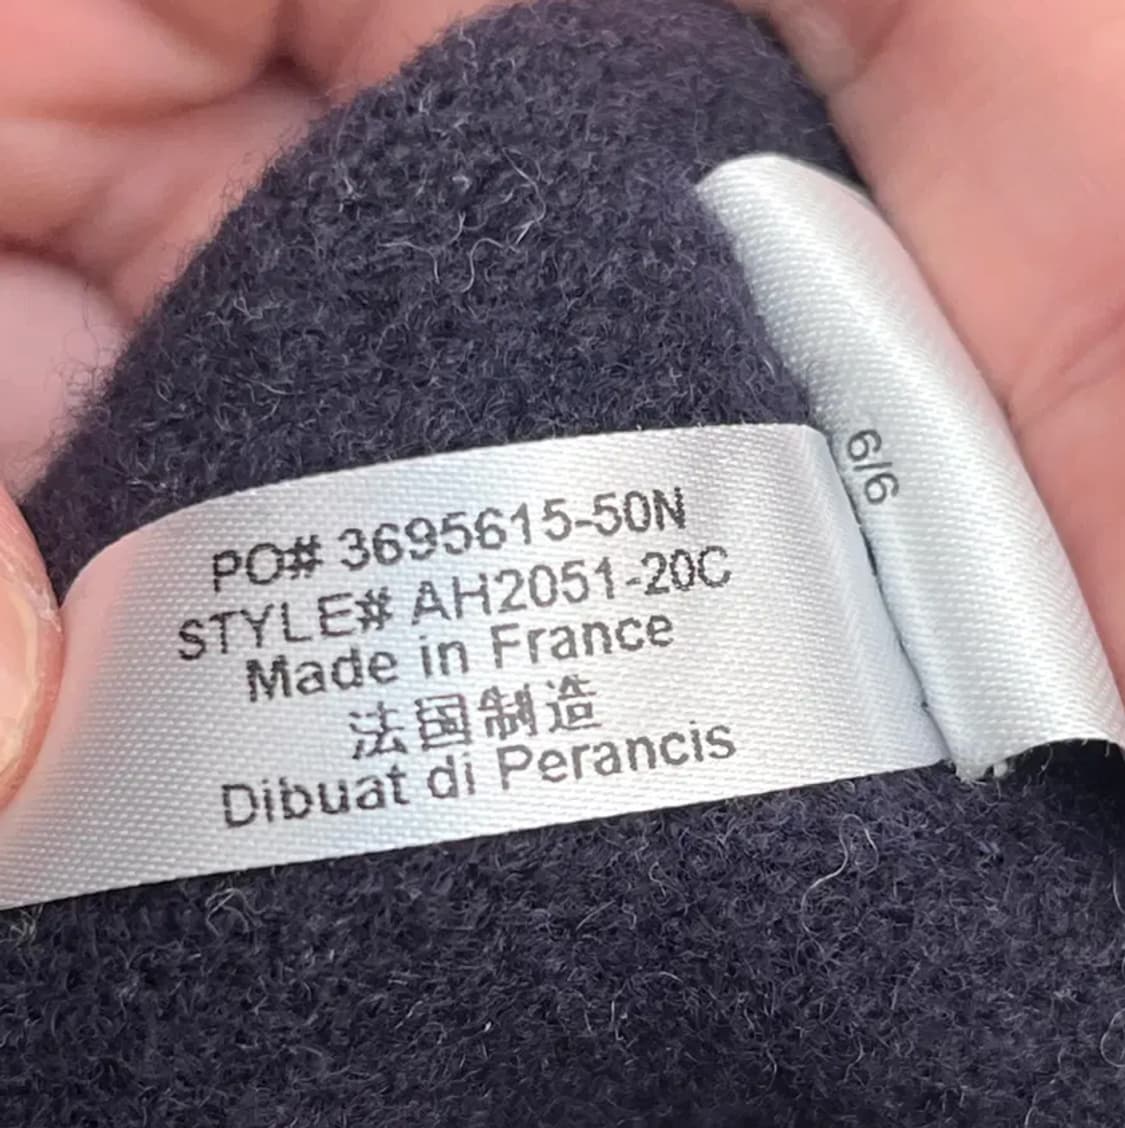 PO# 3695615-50N
STYLE# AH2051-20C
Made in France
法国制造
Dibuat di Perancis
6/6